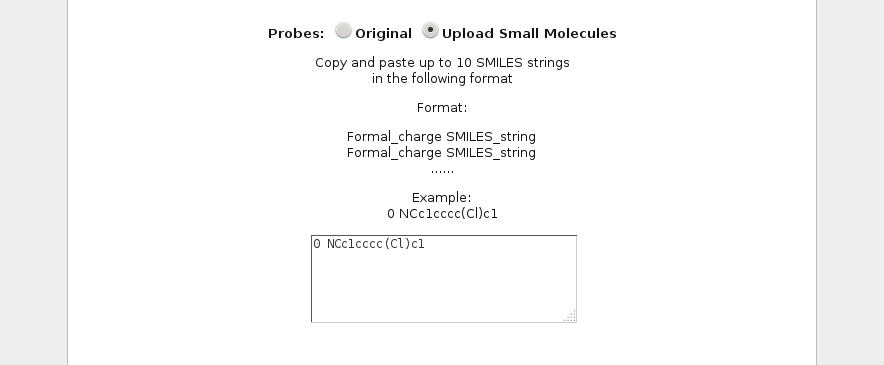 Probes: Original Upload Small Molecules
Copy and paste up to 10 SMILES strings
in the following format
Format:
Formal_charge SMILES_string
Formal_charge SMILES_string
......
Example:
0 NCc1cccc(Cl)c1
0 NCc1cccc(Cl)c1